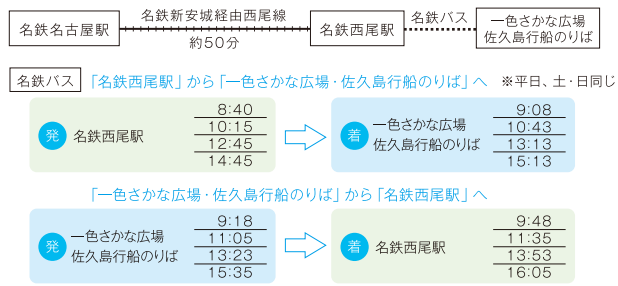 名鉄名古屋駅
名鉄新安城経由西尾線
約50分
名鉄西尾駅
名鉄バス
一色さかな広場
佐久島行船のりば
名鉄バス 「名鉄西尾駅」から「一色さかな広場・佐久島行船のりば」へ ※平日、土・日同じ
発 名鉄西尾駅
8:40
10:15
12:45
14:45
着 一色さかな広場
佐久島行船のりば
9:08
10:43
13:13
15:13
「一色さかな広場・佐久島行船のりば」から「名鉄西尾駅」へ
発 一色さかな広場
佐久島行船のりば
9:18
11:05
13:23
15:35
着 名鉄西尾駅
9:48
11:35
13:53
16:05